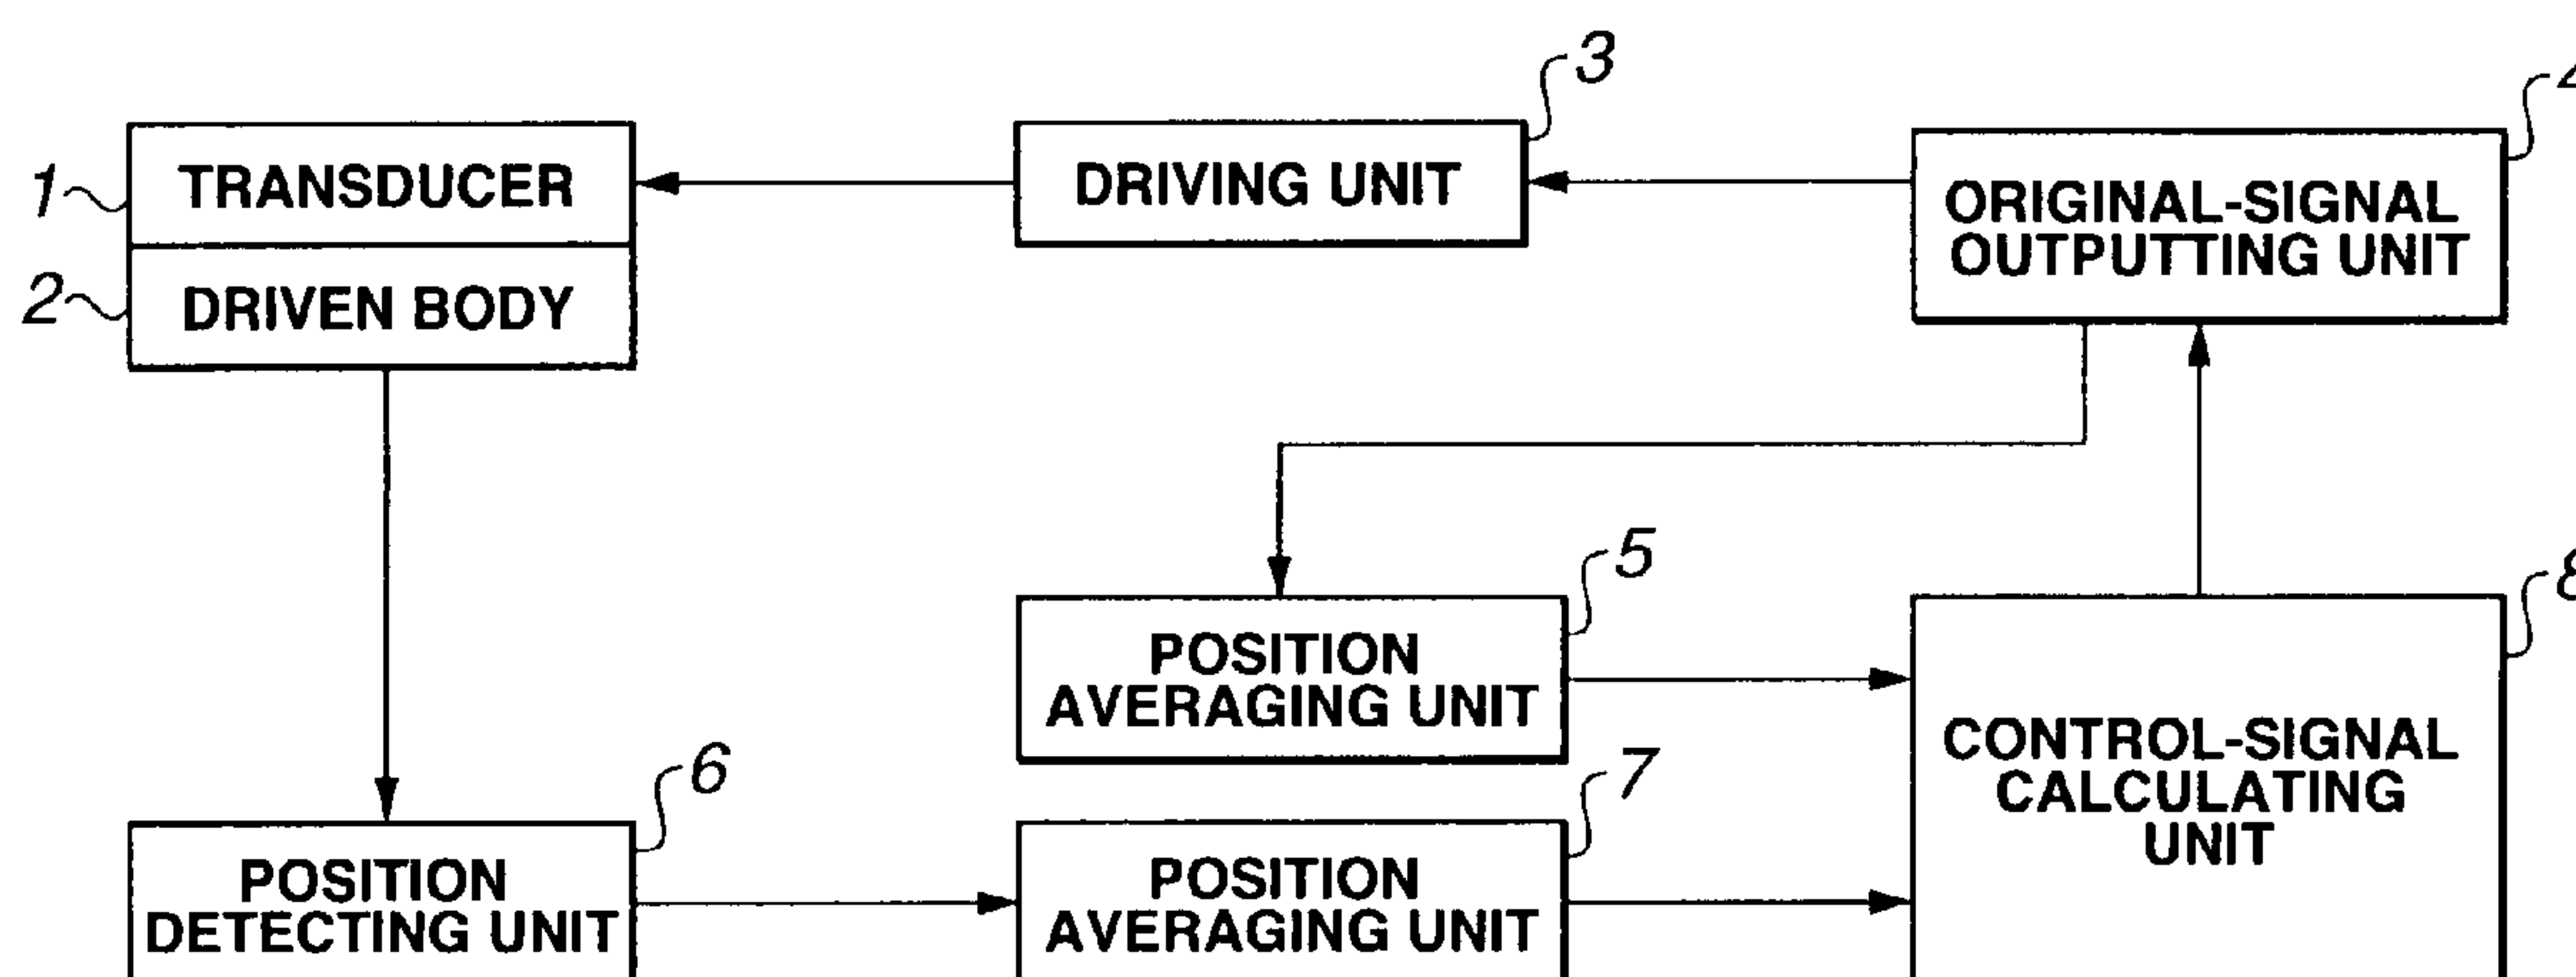 3
4
1
TRANSDUCER
DRIVING UNIT
ORIGINAL-SIGNAL
OUTPUTTING UNIT
2
DRIVEN BODY
5
POSITION
AVERAGING UNIT
8
6
7
CONTROL-SIGNAL
CALCULATING
UNIT
POSITION
DETECTING UNIT
POSITION
AVERAGING UNIT